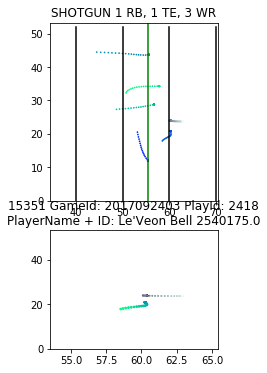 SHOTGUN 1 RB, 1 TE, 3 WR
50
40
30
20
10
0
40 50 60 70
15351 GameId: 2017092403 PlayId: 2418
PlayerName + ID: Le'Veon Bell 2540175.0
40
20
0
55.0 57.5 60.0 62.5 65.0